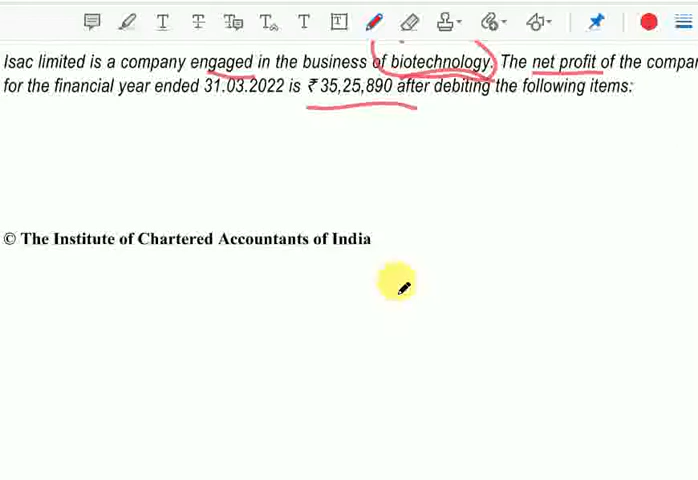 Isac limited is a company engaged in the business of biotechnology. The net profit of the
for the financial year ended 31.03.2022 is ₹ 35,25,890 after debiting the following items:
© The Institute of Chartered Accountants of India